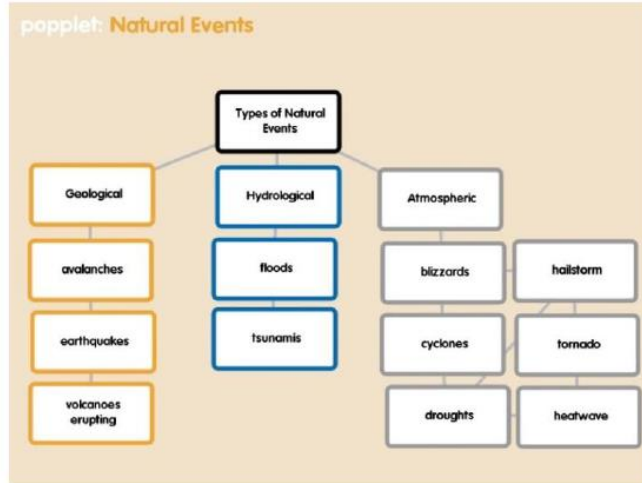 popplet: Natural Events
Types of Natural
Events
Geological
Hydrological
Atmospheric
avalanches
floods
blizzards
hailstorm
earthquakes
tsunamis
cyclones
tornado
volcanoes
erupting
droughts
heatwave